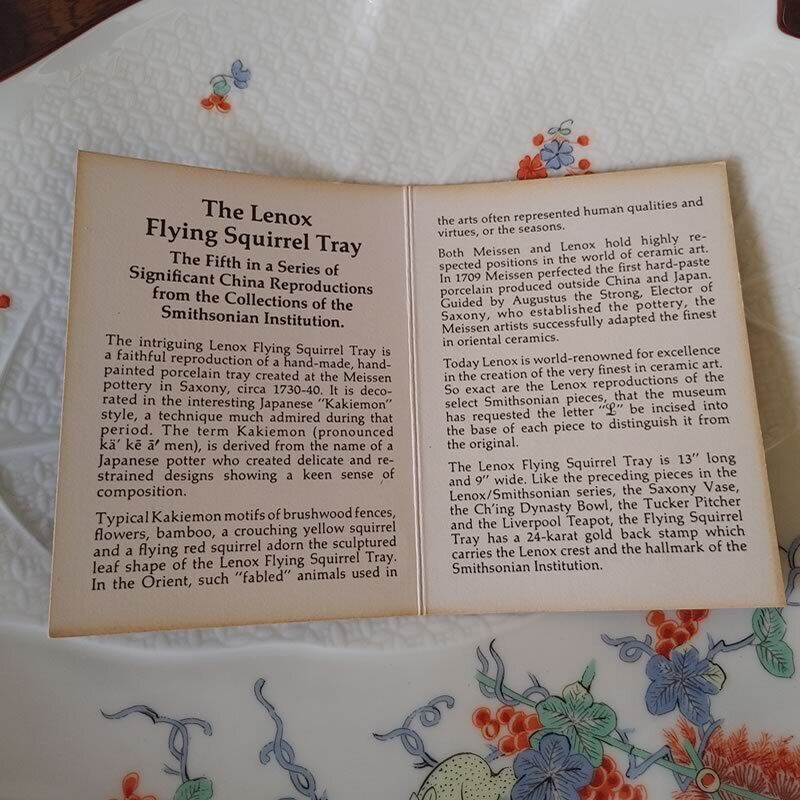 The Lenox
Flying Squirrel Tray
The Fifth in a Series of
Significant China Reproductions
from the Collections of the
Smithsonian Institution.
The intriguing Lenox Flying Squirrel Tray is
a faithful reproduction of a hand-made, hand-
painted porcelain tray created at the Meissen
pottery in Saxony, circa 1730-40. It is deco-
rated in the interesting Japanese "Kakiemon"
style, a technique much admired during that
period. The term Kakiemon (pronounced
kä' kē ā' men), is derived from the name of a
Japanese potter who created delicate and re-
strained designs showing a keen sense of
composition.
Typical Kakiemon motifs of brushwood fences,
flowers, bamboo, a crouching yellow squirrel
and a flying red squirrel adorn the sculptured
leaf shape of the Lenox Flying Squirrel Tray.
In the Orient, such "fabled" animals used in
the arts often represented human qualities and
virtues, or the seasons.
Both Meissen and Lenox hold highly re-
spected positions in the world of ceramic art.
In 1709 Meissen perfected the first hard-paste
porcelain produced outside China and Japan.
Guided by Augustus the Strong, Elector of
Saxony, who established the pottery, the
Meissen artists successfully adapted the finest
in oriental ceramics.
Today Lenox is world-renowned for excellence
in the creation of the very finest in ceramic art.
So exact are the Lenox reproductions of the
select Smithsonian pieces, that the museum
has requested the letter "ℒ" be incised into
the base of each piece to distinguish it from
the original.
The Lenox Flying Squirrel Tray is 13" long
and 9" wide. Like the preceding pieces in the
Lenox/Smithsonian series, the Saxony Vase,
the Ch'ing Dynasty Bowl, the Tucker Pitcher
and the Liverpool Teapot, the Flying Squirrel
Tray has a 24-karat gold back stamp which
carries the Lenox crest and the hallmark of the
Smithsonian Institution.